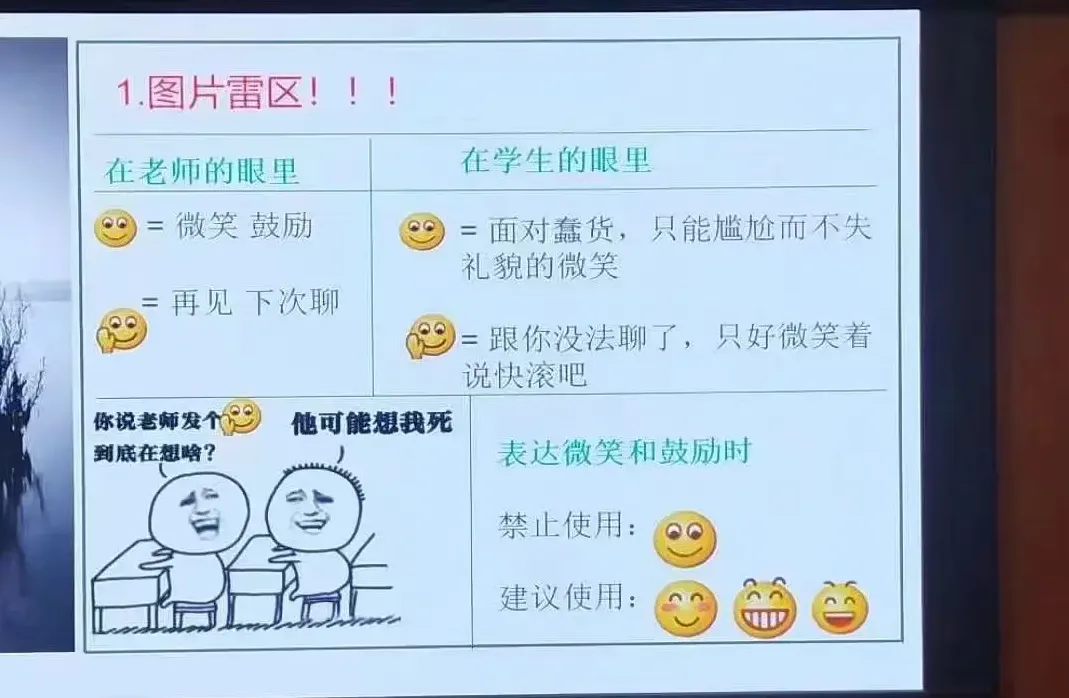 1.图片雷区！！！
在老师的眼里
在学生的眼里
= 微笑 鼓励
= 再见 下次聊
= 面对蠢货，只能尴尬而不失
礼貌的微笑
= 跟你没法聊了，只好微笑着
说快滚吧
你说老师发个
到底在想啥？
他可能想我死
表达微笑和鼓励时
禁止使用：
建议使用：